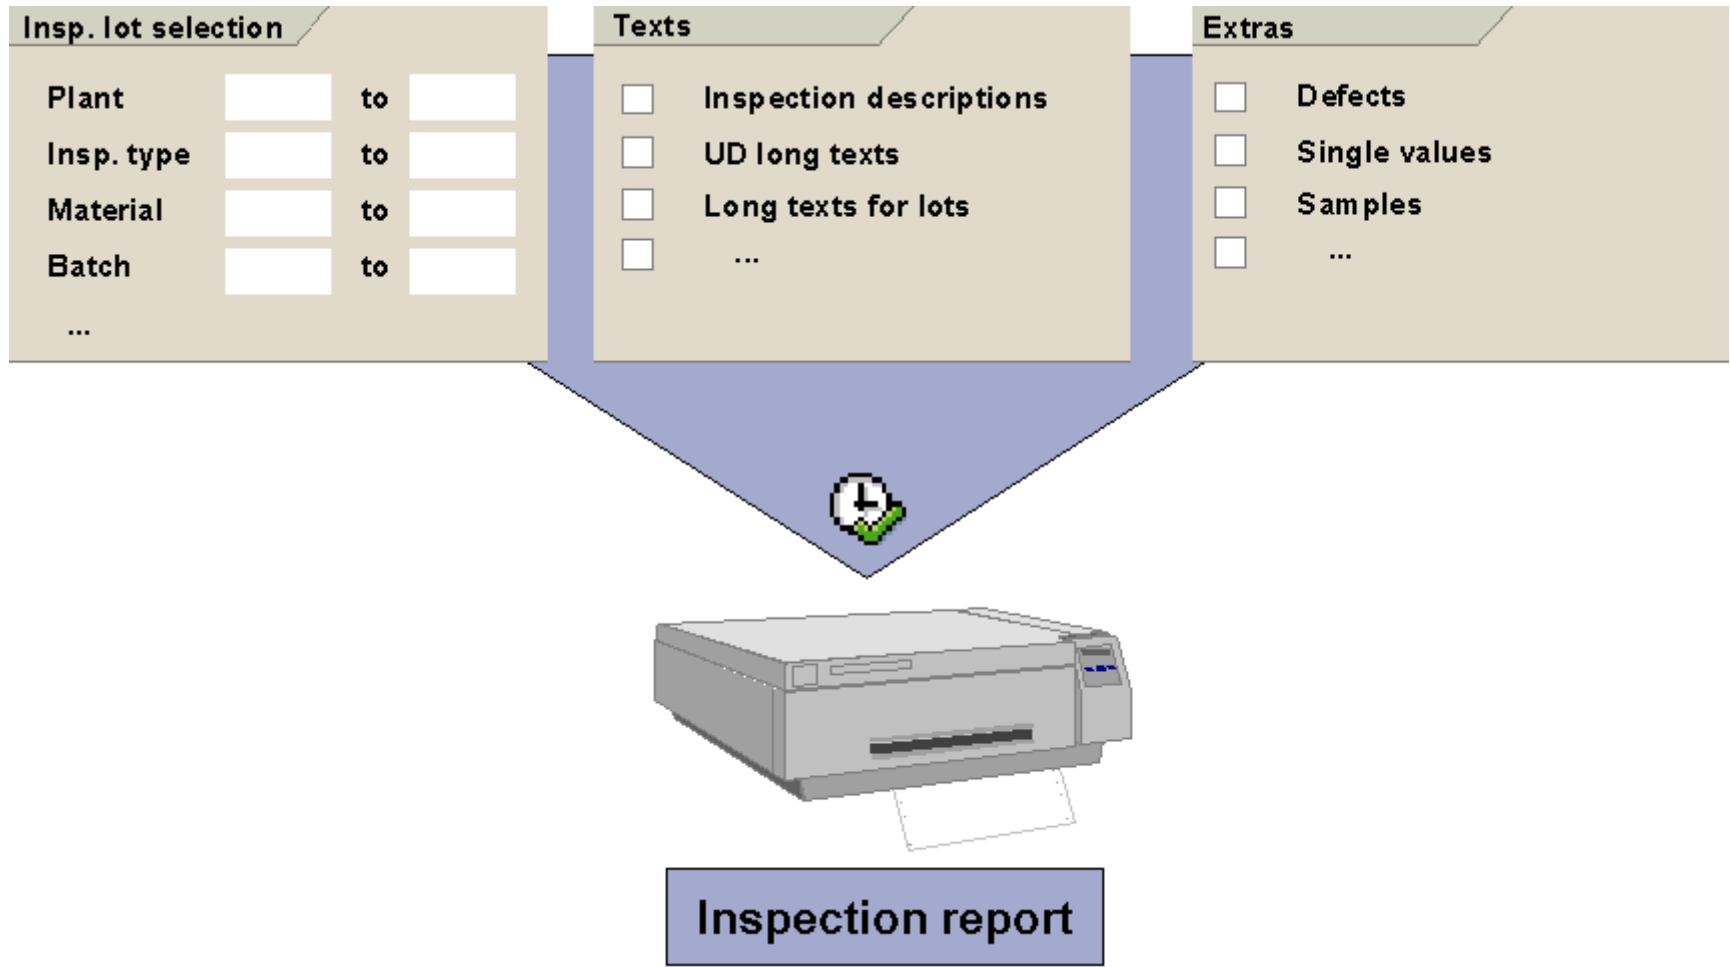 Insp. lot selection
Plant to
Insp. type to
Material to
Batch to
...
Texts
Inspection descriptions
UD long texts
Long texts for lots
...
Extras
Defects
Single values
Samples
...
Inspection report